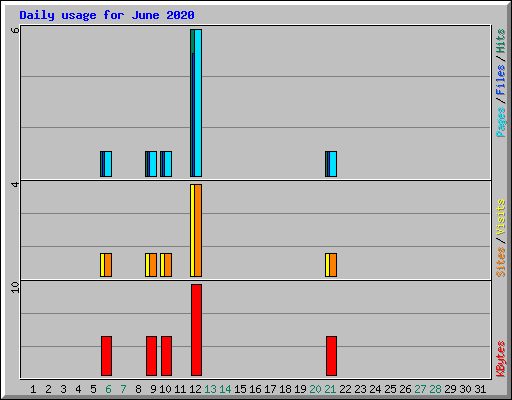 Daily usage for June 2020
6
4
10
Pages / Files / Hits
Sites / Visits
KBytes
1 2 3 4 5 6 7 8 9 10 11 12 13 14 15 16 17 18 19 20 21 22 23 24 25 26 27 28 29 30 31